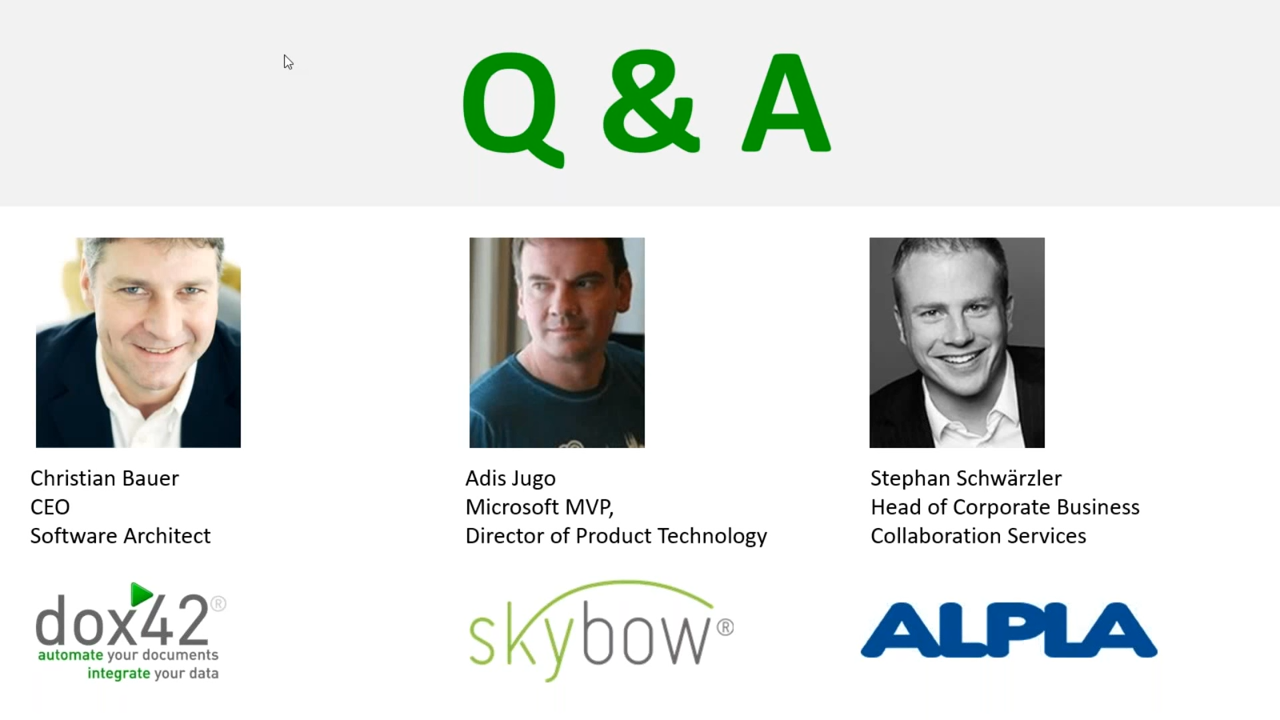 Q & A
Christian Bauer
CEO
Software Architect
Adis Jugo
Microsoft MVP,
Director of Product Technology
Stephan Schwärzler
Head of Corporate Business
Collaboration Services
dox42®
automate your documents
integrate your data
skybow®
ALPLA